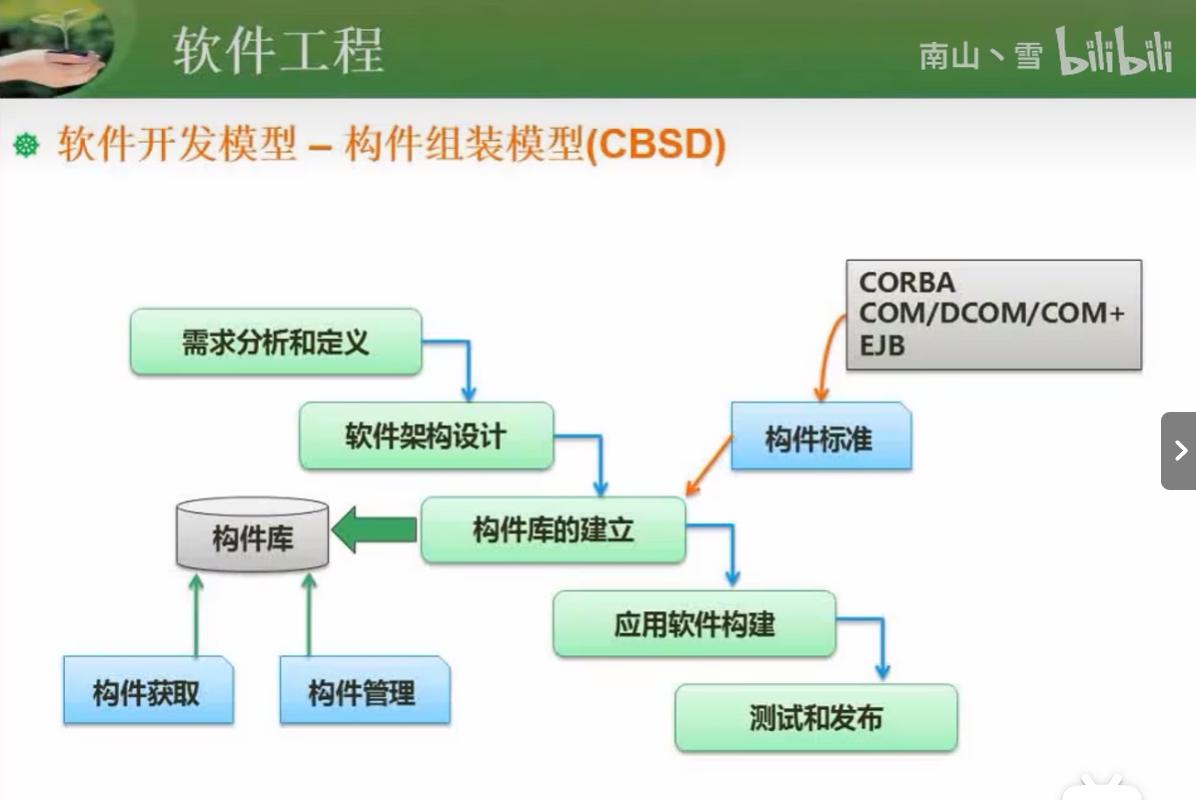 软件工程
南山丶雪 bilibili
软件开发模型 – 构件组装模型(CBSD)
CORBA
COM/DCOM/COM+
EJB
需求分析和定义
软件架构设计
构件标准
构件库
构件库的建立
应用软件构建
构件获取
构件管理
测试和发布